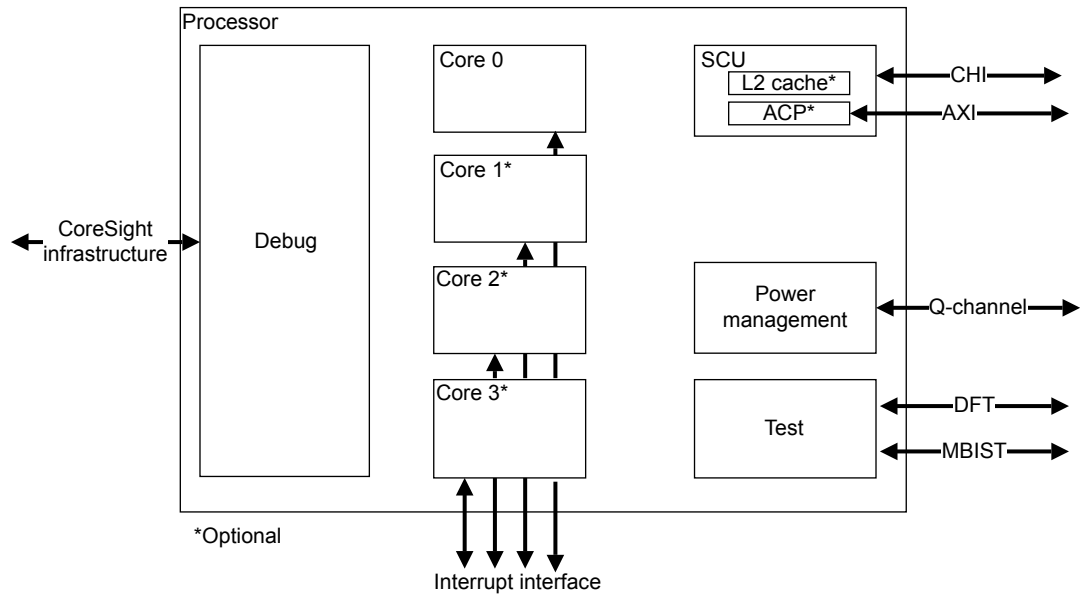 Processor
Core 0
SCU
L2 cache*
CHI
ACP*
AXI
Core 1*
CoreSight
infrastructure
Debug
Core 2*
Power
management
Q-channel
Core 3*
Test
DFT
MBIST
*Optional
Interrupt interface